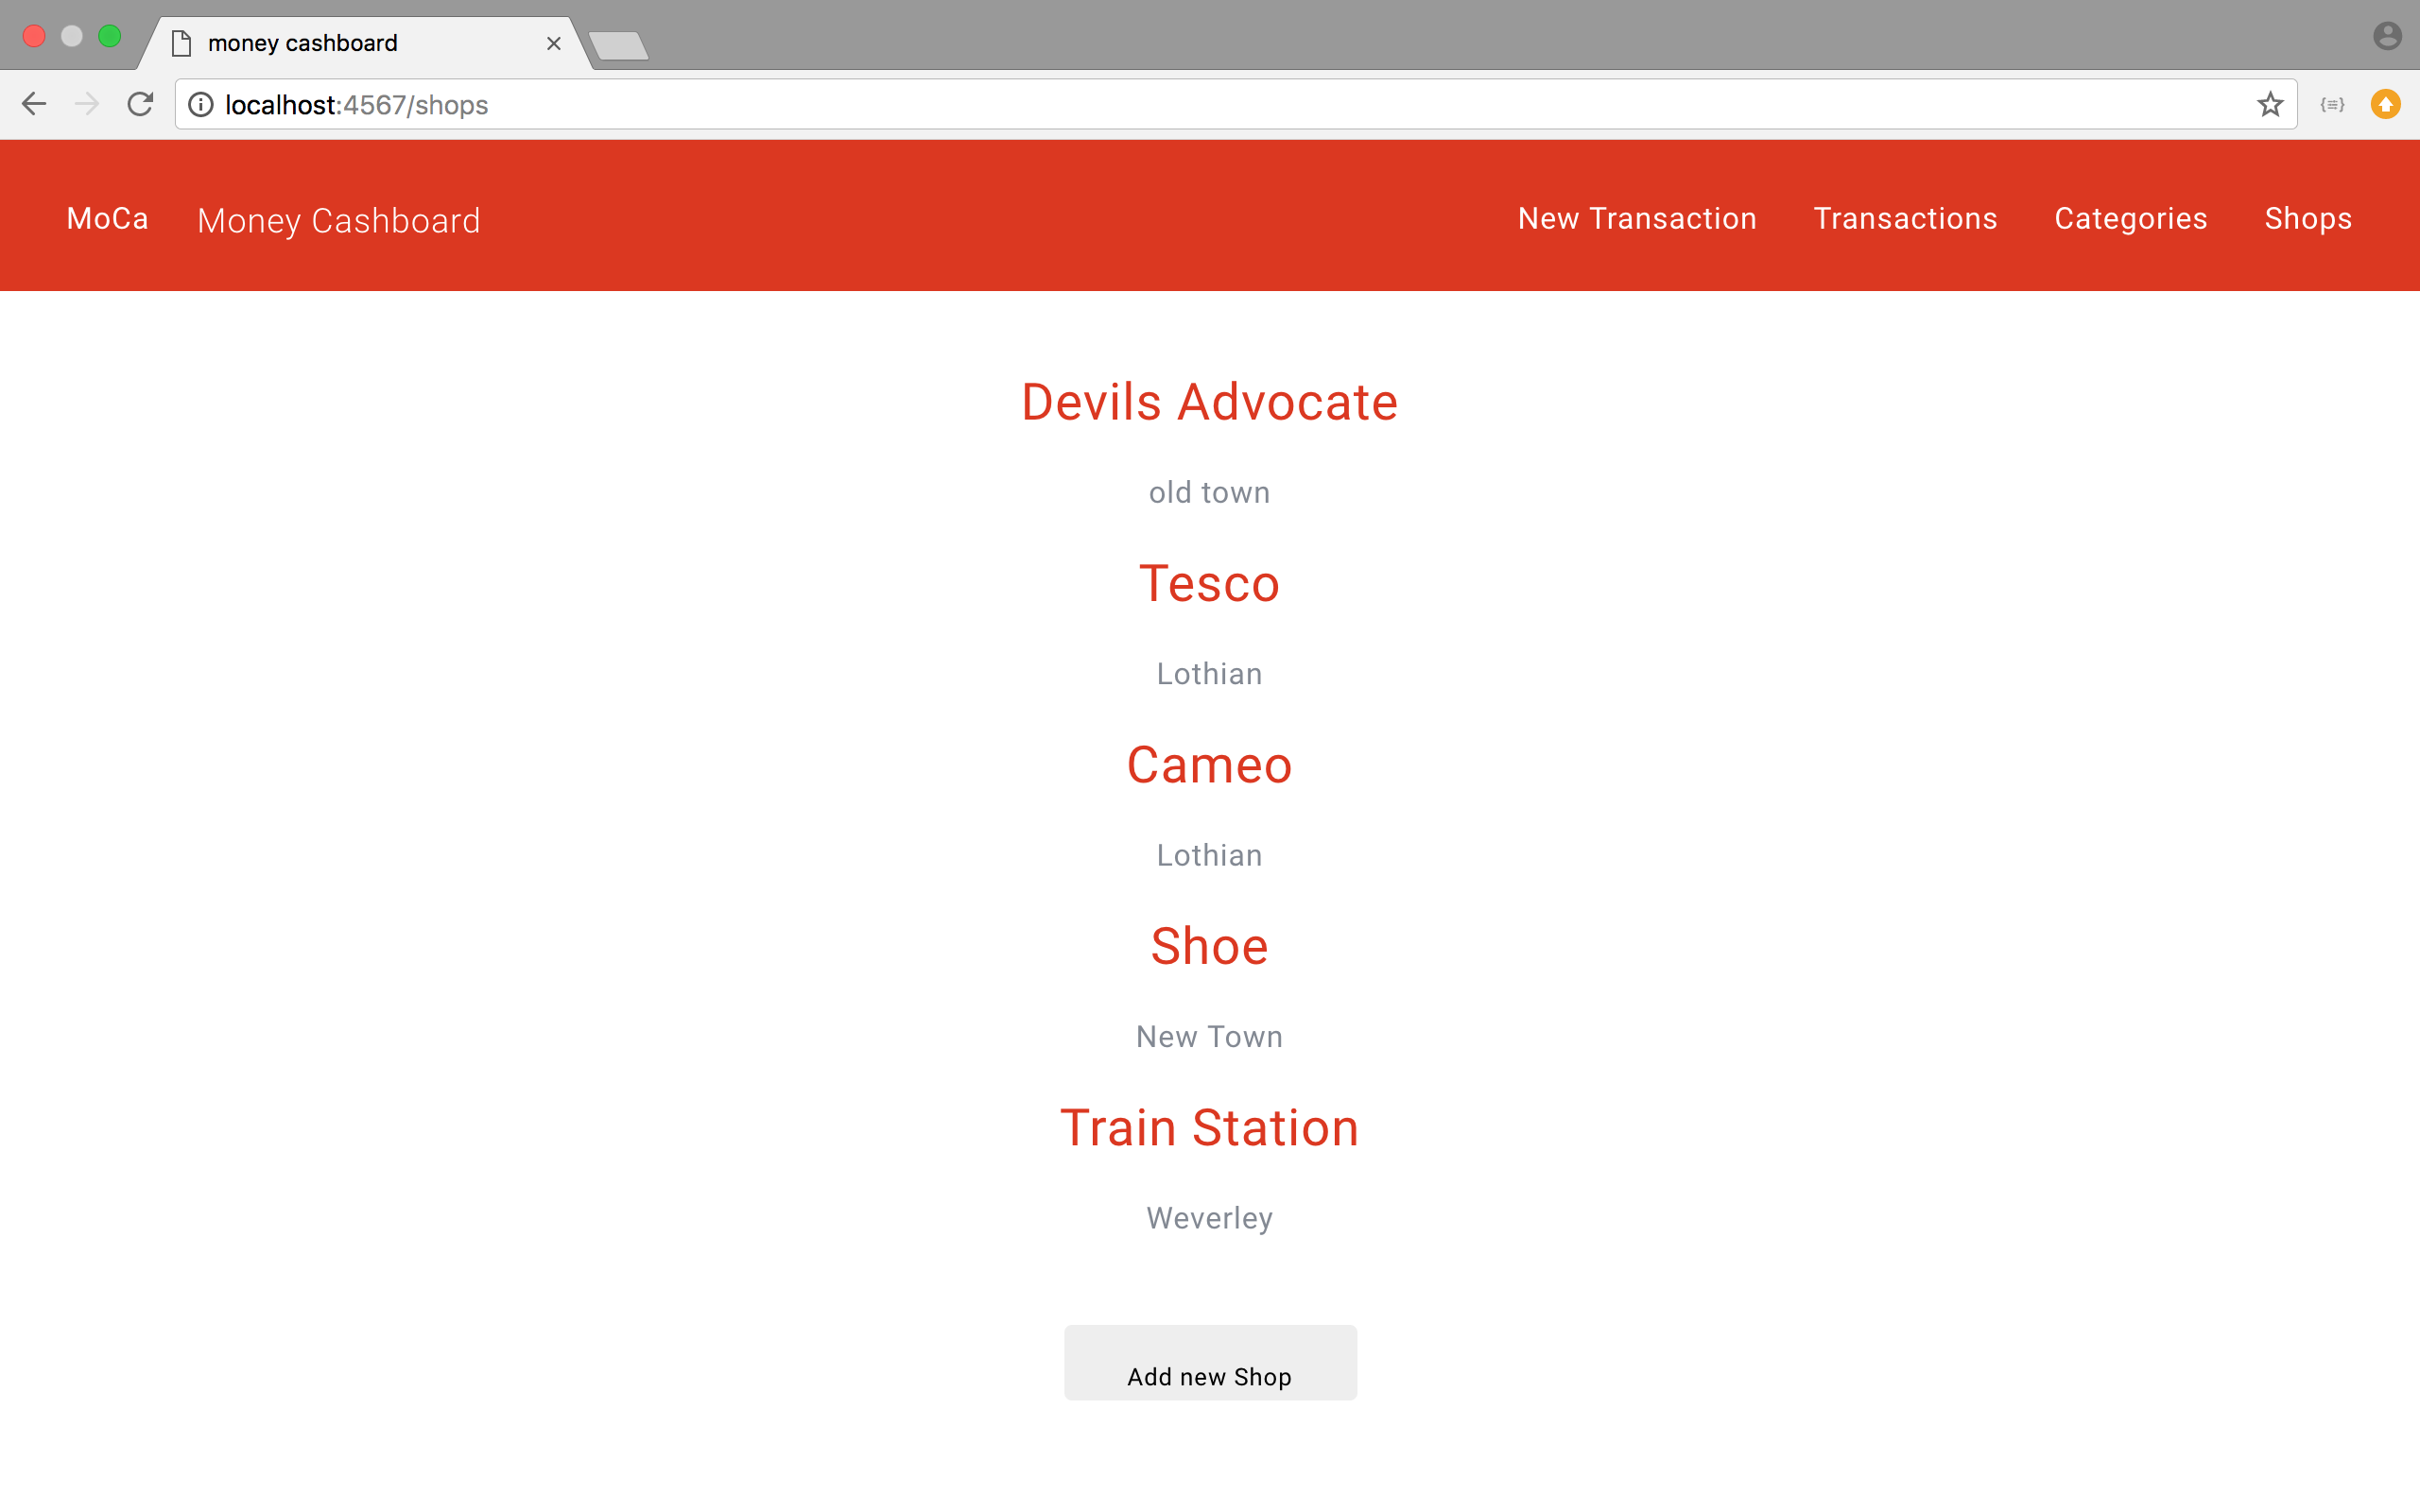 money cashboard
localhost:4567/shops
MoCa Money Cashboard New Transaction Transactions Categories Shops
Devils Advocate
old town
Tesco
Lothian
Cameo
Lothian
Shoe
New Town
Train Station
Weverley
Add new Shop